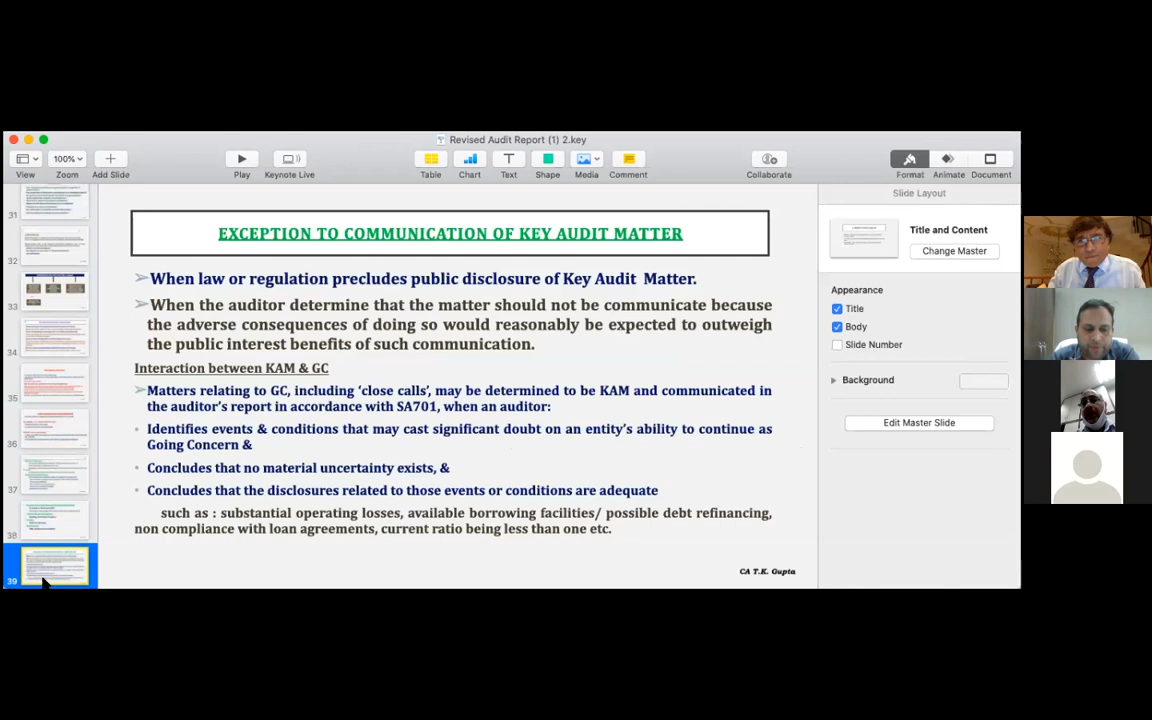 Revised Audit Report (1) 2.key
100%
View
Zoom
Add Slide
Play
Keynote Live
Table
Chart
Text
Shape
Media
Comment
Collaborate
Format
Animate
Document
31
32
33
34
35
36
37
38
39
EXCEPTION TO COMMUNICATION OF KEY AUDIT MATTER
➢When law or regulation precludes public disclosure of Key Audit Matter.
➢When the auditor determine that the matter should not be communicate because
the adverse consequences of doing so would reasonably be expected to outweigh
the public interest benefits of such communication.
Interaction between KAM & GC
➢Matters relating to GC, including ‘close calls’, may be determined to be KAM and communicated in
the auditor’s report in accordance with SA701, when an auditor:
• Identifies events & conditions that may cast significant doubt on an entity’s ability to continue as
Going Concern &
• Concludes that no material uncertainty exists, &
• Concludes that the disclosures related to those events or conditions are adequate
such as : substantial operating losses, available borrowing facilities/ possible debt refinancing,
non compliance with loan agreements, current ratio being less than one etc.
CA T.K. Gupta
Slide Layout
Title and Content
Change Master
Appearance
Title
Body
Slide Number
Background
Edit Master Slide